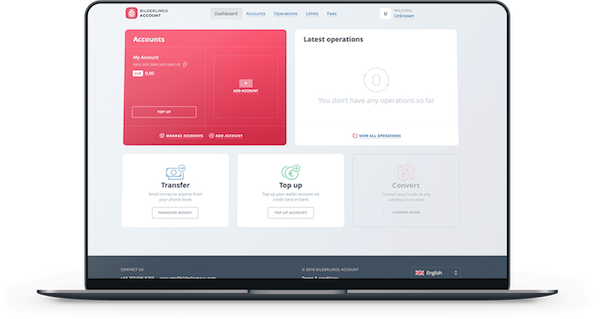 BILDERLINGS
ACCOUNT
Dashboard
Accounts
Operations
Limits
Fees
U
WELCOME
Unknown
Accounts
My Account
EUR 0,00
TOP UP
+
ADD ACCOUNT
MANAGE ACCOUNTS
ADD ACCOUNT
Latest operations
0
You don't have any operations so far
VIEW ALL OPERATIONS
Transfer
Send money to anyone from
your phone book
TRANSFER MONEY
Top up
Top up your wallet account via
credit card or bank
TOP UP ACCOUNT
Convert
Convert your funds to any
currency in no time
COMING SOON
CONTACT US
© 2019 BILDERLINGS ACCOUNT
Terms & conditions
English